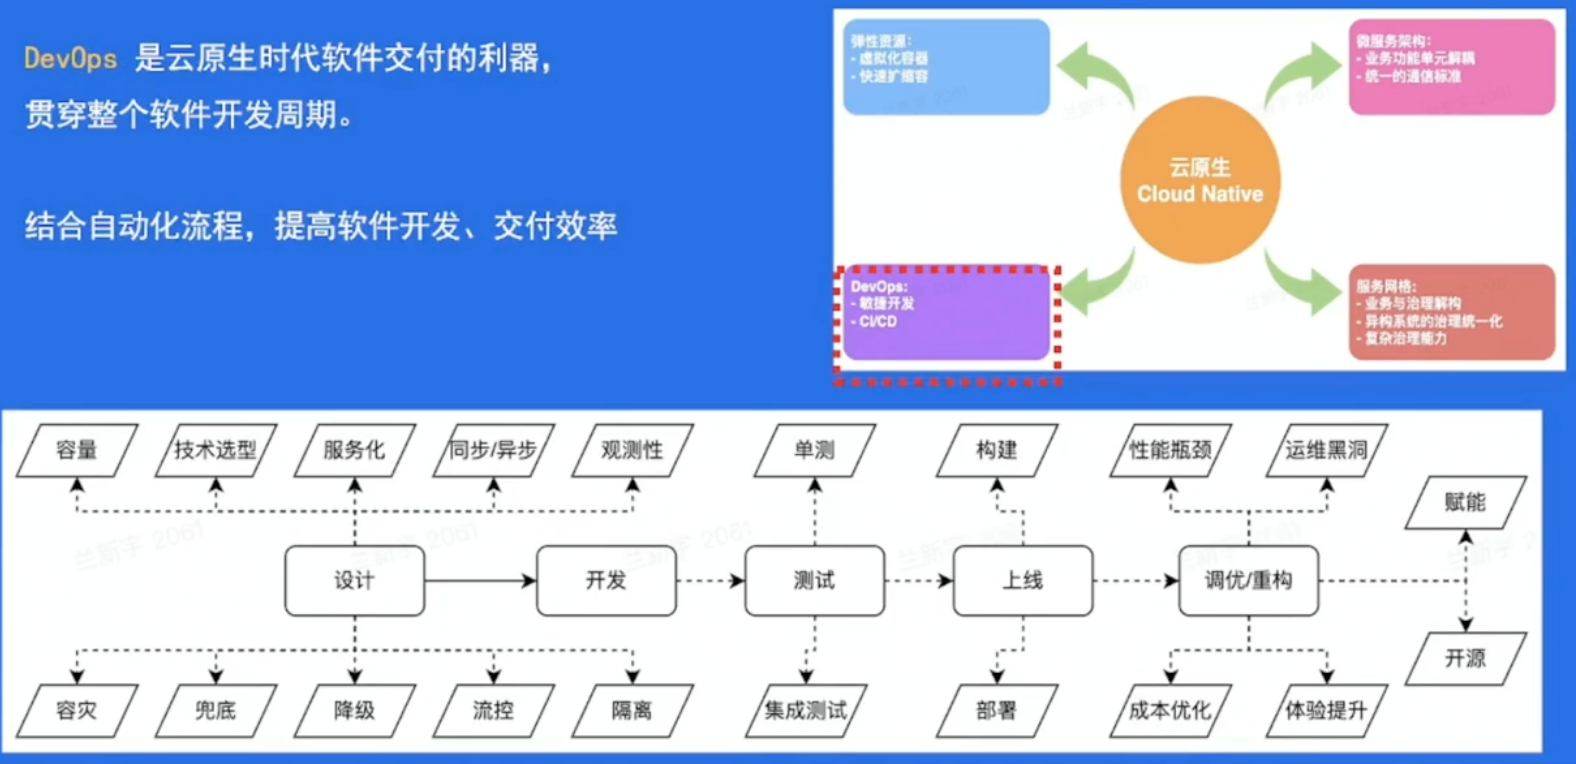 DevOps 是云原生时代软件交付的利器，
贯穿整个软件开发周期。
结合自动化流程，提高软件开发、交付效率
弹性资源：
- 虚拟化容器
- 快速扩缩容
微服务架构：
- 业务功能单元解耦
- 统一的通信标准
云原生
Cloud Native
DevOps:
- 敏捷开发
- CI/CD
服务网格：
- 业务与治理解构
- 异构系统的治理统一化
- 复杂治理能力
容量
技术选型
服务化
同步/异步
观测性
单测
构建
性能瓶颈
运维黑洞
赋能
设计
开发
测试
上线
调优/重构
开源
容灾
兜底
降级
流控
隔离
集成测试
部署
成本优化
体验提升
兰新宇 2061